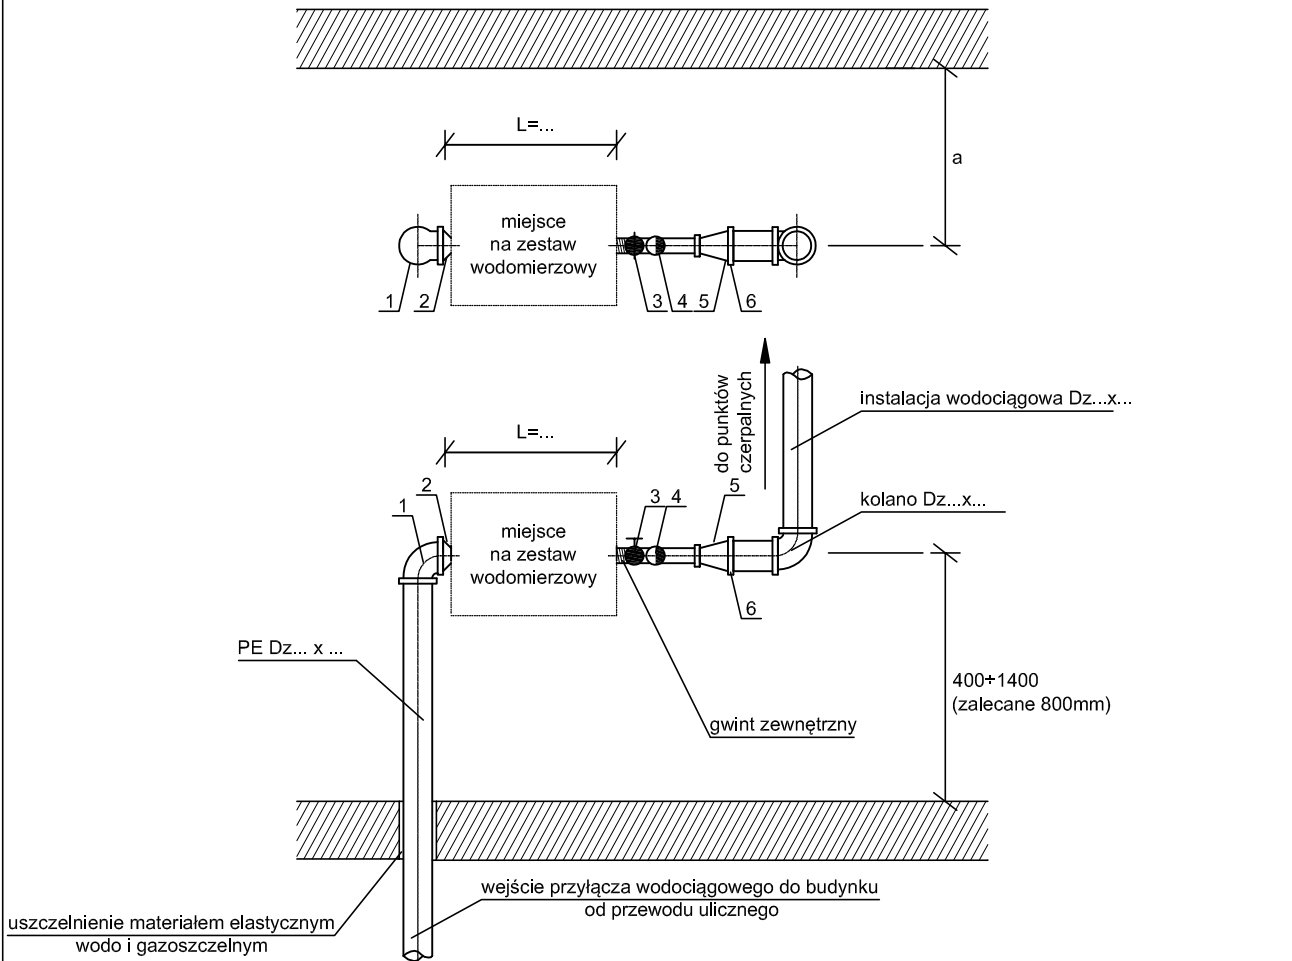 L=...
a
miejsce
na zestaw
wodomierzowy
1
2
3
4
5
6
do punktów
czerpalnych
instalacja wodociągowa Dz...x...
L=...
kolano Dz...x...
1
2
miejsce
na zestaw
wodomierzowy
3
4
5
6
PE Dz... x ...
400÷1400
(zalecane 800mm)
gwint zewnętrzny
wejście przyłącza wodociągowego do budynku
od przewodu ulicznego
uszczelnienie materiałem elastycznym
wodo i gazoszczelnym